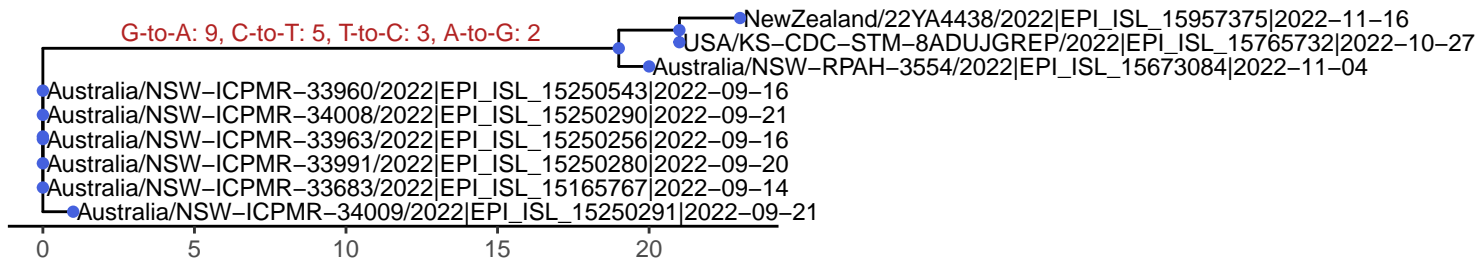 NewZealand/22YA4438/2022|EPI_ISL_15957375|2022−11−16
G-to-A: 9, C-to-T: 5, T-to-C: 3, A-to-G: 2
USA/KS−CDC−STM−8ADUJGREP/2022|EPI_ISL_15765732|2022−10−27
Australia/NSW−RPAH−3554/2022|EPI_ISL_15673084|2022−11−04
Australia/NSW−ICPMR−33960/2022|EPI_ISL_15250543|2022−09−16
Australia/NSW−ICPMR−34008/2022|EPI_ISL_15250290|2022−09−21
Australia/NSW−ICPMR−33963/2022|EPI_ISL_15250256|2022−09−16
Australia/NSW−ICPMR−33991/2022|EPI_ISL_15250280|2022−09−20
Australia/NSW−ICPMR−33683/2022|EPI_ISL_15165767|2022−09−14
Australia/NSW−ICPMR−34009/2022|EPI_ISL_15250291|2022−09−21
0 5 10 15 20